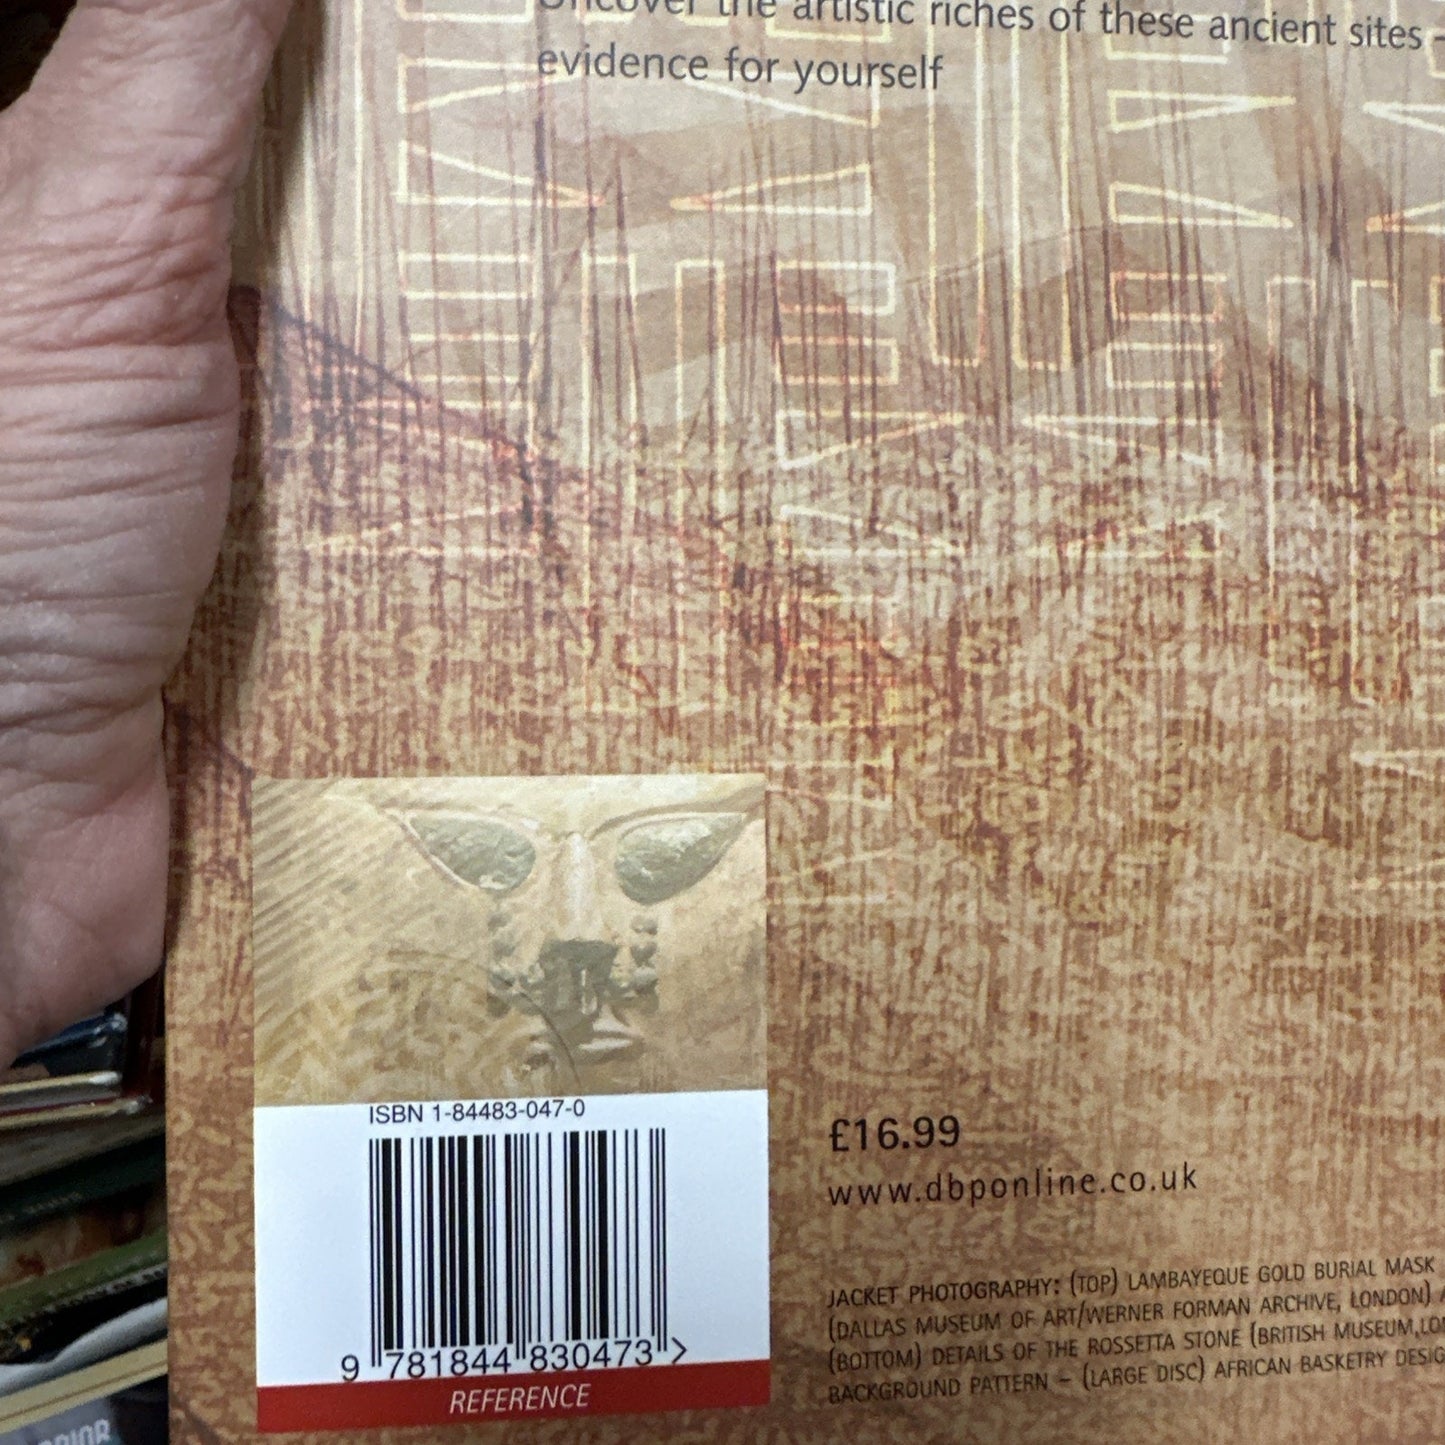 Uncover the artistic riches of these ancient sites –
evidence for yourself
ISBN 1-84483-047-0
9 781844 830473 >
REFERENCE
£16.99
www.dbponline.co.uk
JACKET PHOTOGRAPHY: (TOP) LAMBAYEQUE GOLD BURIAL MASK
(DALLAS MUSEUM OF ART/WERNER FORMAN ARCHIVE, LONDON)
(BOTTOM) DETAILS OF THE ROSSETTA STONE (BRITISH MUSEUM,
BACKGROUND PATTERN – (LARGE DISC) AFRICAN BASKETRY